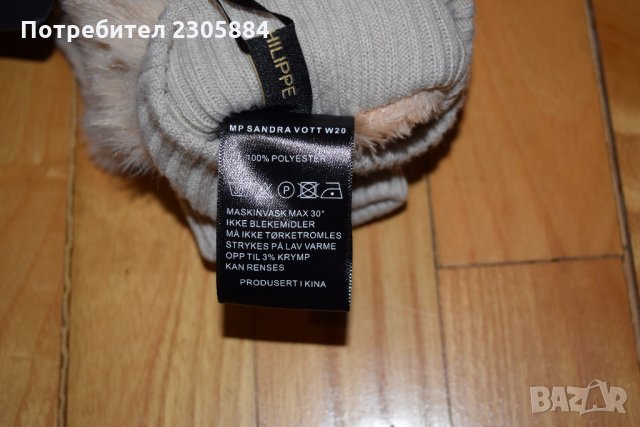 Потребител 2305884
HILIPPE
MP SANDRA VOTT W20
100% POLYESTER
MASKINVASK MAX 30°
IKKE BLEKEMIDLER
MÅ IKKE TØRKETROMLES
STRYKES PÅ LAV VARME
OPP TIL 3% KRYMP
KAN RENSES
PRODUSERT I KINA
BAZAR